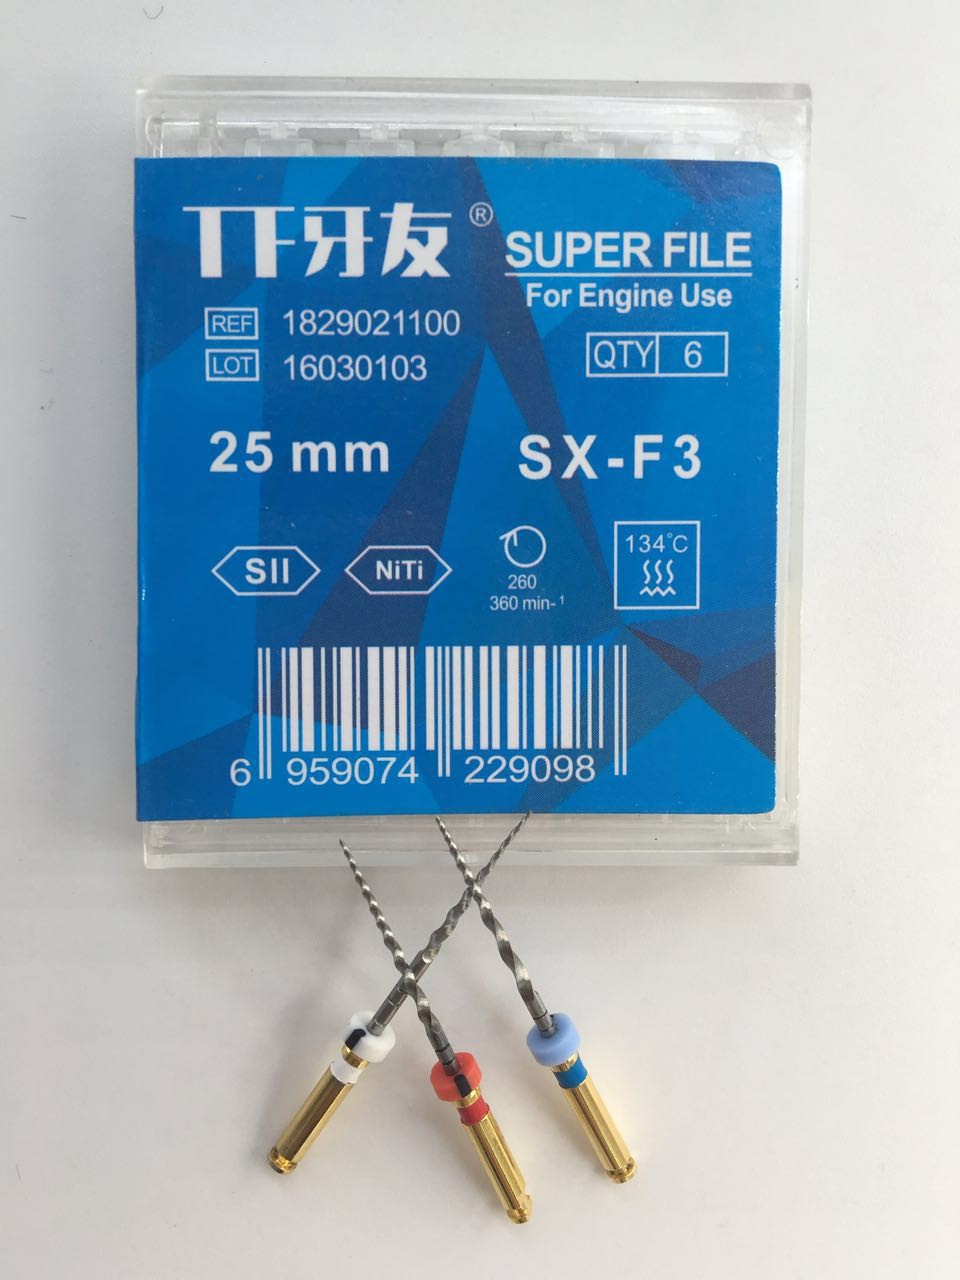 TF牙友®
SUPER FILE
For Engine Use
REF 1829021100
LOT 16030103
QTY 6
25 mm
SX-F3
SII
NiTi
260
360 min-1
134°C
6 959074 229098